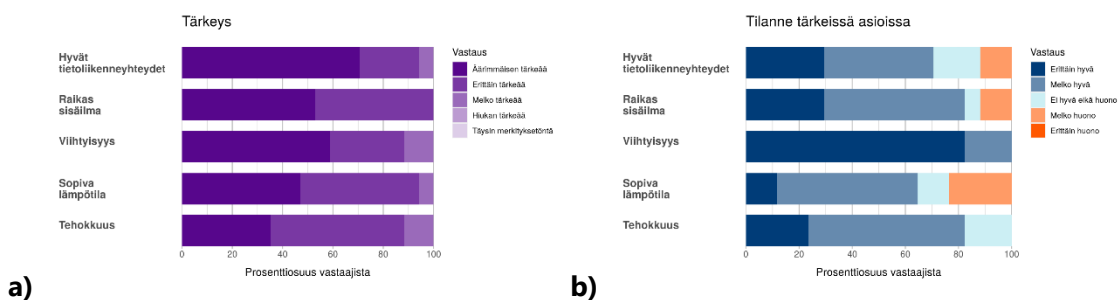 Tärkeys
Hyvät
tietoliikenneyhteydet
Raikas
sisäilma
Viihtyisyys
Sopiva
lämpötila
Tehokkuus
0 20 40 60 80 100
Prosenttiosuus vastaajista
Vastaus
Äärimmäisen tärkeää
Erittäin tärkeää
Melko tärkeää
Hiukan tärkeää
Täysin merkityksetöntä
a)
Tilanne tärkeissä asioissa
Hyvät
tietoliikenneyhteydet
Raikas
sisäilma
Viihtyisyys
Sopiva
lämpötila
Tehokkuus
0 20 40 60 80 100
Prosenttiosuus vastaajista
Vastaus
Erittäin hyvä
Melko hyvä
Ei hyvä eikä huono
Melko huono
Erittäin huono
b)